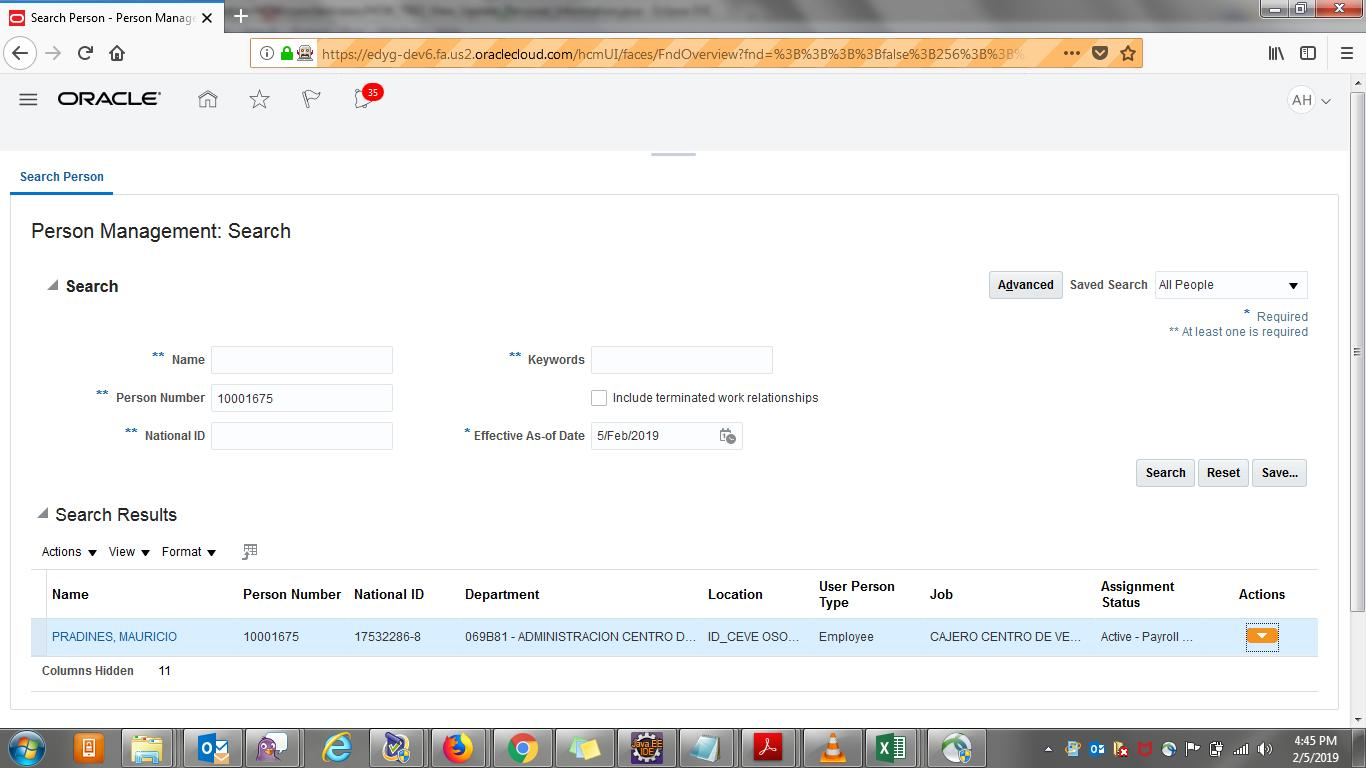 Search Person - Person Manage
https://edyg-dev6.fa.us2.oraclecloud.com/hcmUI/faces/FndOverview?fnd=%3B%3B%3B%3Bfalse%3B256%3B%3B%
ORACLE
35
AH
Search Person
Person Management: Search
Search
Advanced Saved Search All People
* Required
** At least one is required
** Name
** Keywords
** Person Number 10001675
Include terminated work relationships
** National ID
* Effective As-of Date 5/Feb/2019
Search Reset Save...
Search Results
Actions View Format
Name Person Number National ID Department Location User Person Type Job Assignment Status Actions
PRADINES, MAURICIO 10001675 17532286-8 069B81 - ADMINISTRACION CENTRO D... ID_CEVE OSO... Employee CAJERO CENTRO DE VE... Active - Payroll ...
Columns Hidden 11
Java EE
IDE
4:45 PM
2/5/2019